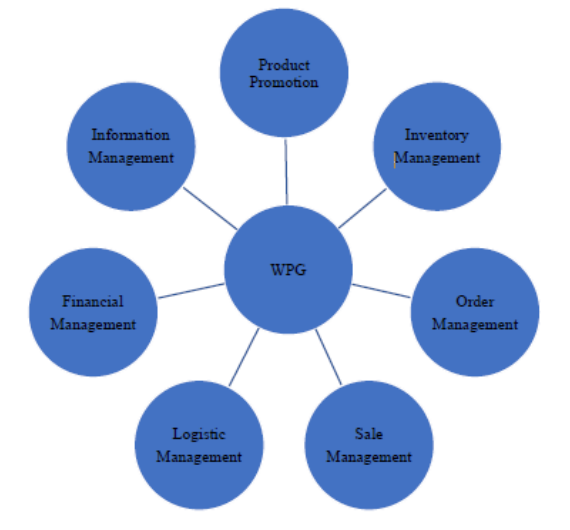 Product
Promotion
Information
Management
Inventory
Management
WPG
Financial
Management
Order
Management
Logistic
Management
Sale
Management